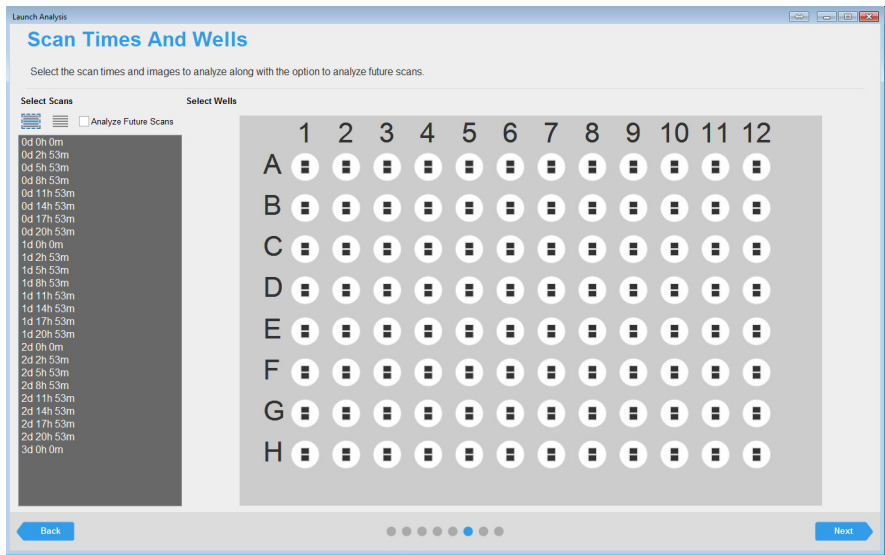 Launch Analysis
Scan Times And Wells
Select the scan times and images to analyze along with the option to analyze future scans.
Select Scans
Select Wells
Analyze Future Scans
0d 0h 0m
0d 2h 53m
0d 5h 53m
0d 8h 53m
0d 11h 53m
0d 14h 53m
0d 17h 53m
0d 20h 53m
1d 0h 0m
1d 2h 53m
1d 5h 53m
1d 8h 53m
1d 11h 53m
1d 14h 53m
1d 17h 53m
1d 20h 53m
2d 0h 0m
2d 2h 53m
2d 5h 53m
2d 8h 53m
2d 11h 53m
2d 14h 53m
2d 17h 53m
2d 20h 53m
3d 0h 0m
1 2 3 4 5 6 7 8 9 10 11 12
A
B
C
D
E
F
G
H
Back
Next